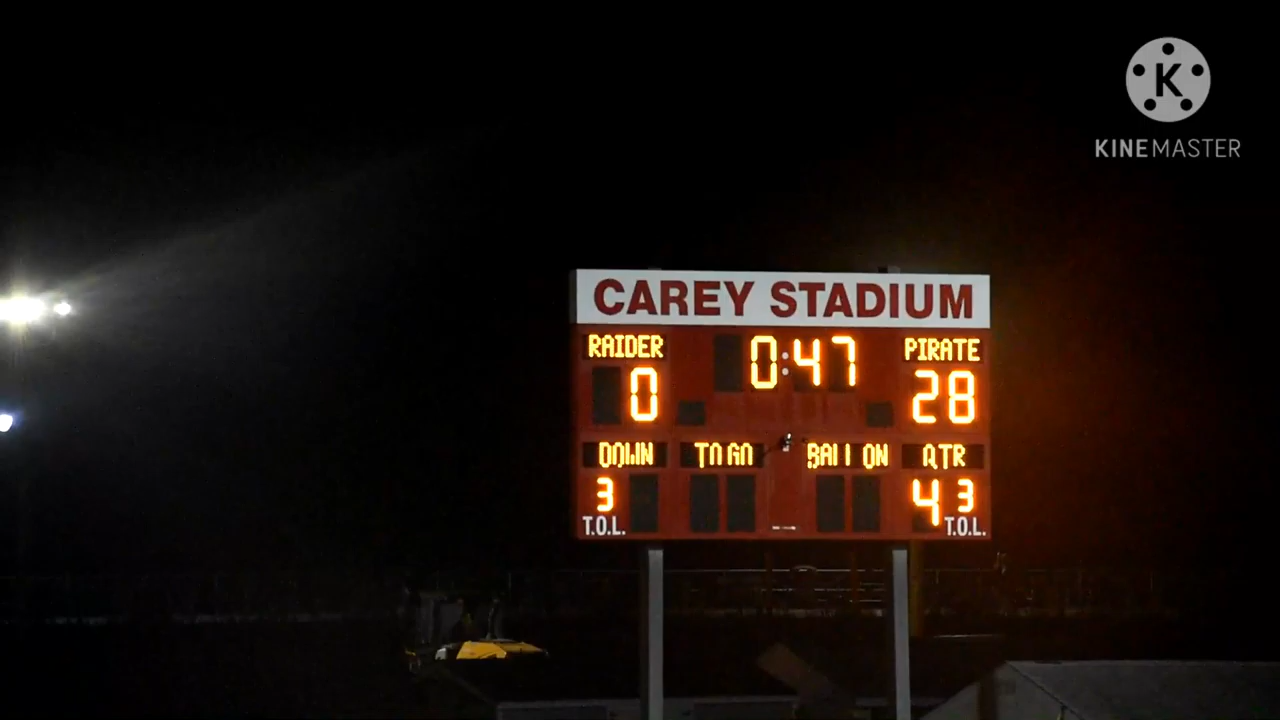 K
KINEMASTER
CAREY STADIUM
RAIDER 0:47 PIRATE
0 28
DOWN TO GO BALL ON QTR
3 4 3
T.O.L. T.O.L.